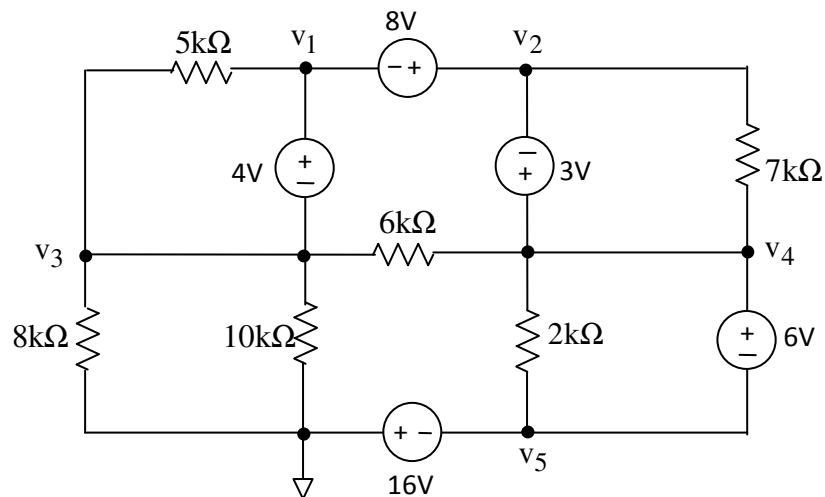 8V
5kΩ v1 v2
− +
+
−
4V
−
+
3V
7kΩ
6kΩ
v3 v4
8kΩ 10kΩ 2kΩ
+
−
6V
+ −
16V
v5